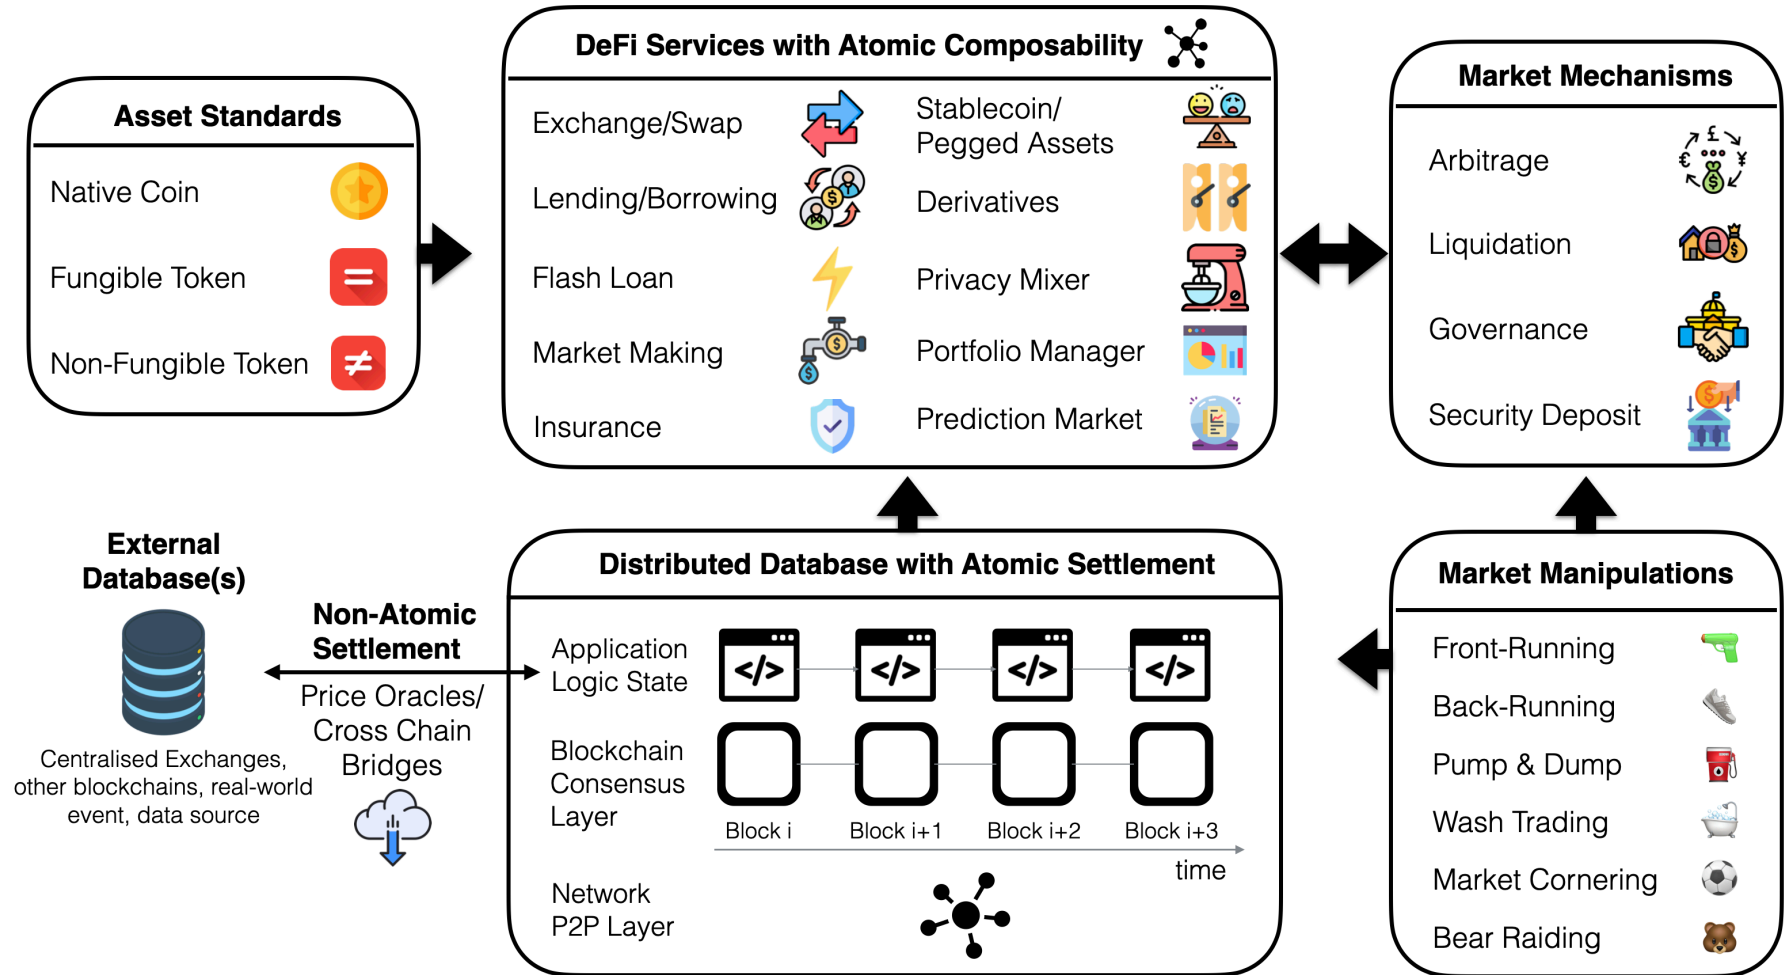 Asset Standards
Native Coin
Fungible Token
Non-Fungible Token
DeFi Services with Atomic Composability
Exchange/Swap
Lending/Borrowing
Flash Loan
Market Making
Insurance
Stablecoin/
Pegged Assets
Derivatives
Privacy Mixer
Portfolio Manager
Prediction Market
Market Mechanisms
Arbitrage
Liquidation
Governance
Security Deposit
External
Database(s)
Centralised Exchanges,
other blockchains, real-world
event, data source
Non-Atomic
Settlement
Price Oracles/
Cross Chain
Bridges
Distributed Database with Atomic Settlement
Application
Logic State
</> </> </> </>
Blockchain
Consensus
Layer
Block i Block i+1 Block i+2 Block i+3
time
Network
P2P Layer
Market Manipulations
Front-Running
Back-Running
Pump & Dump
Wash Trading
Market Cornering
Bear Raiding